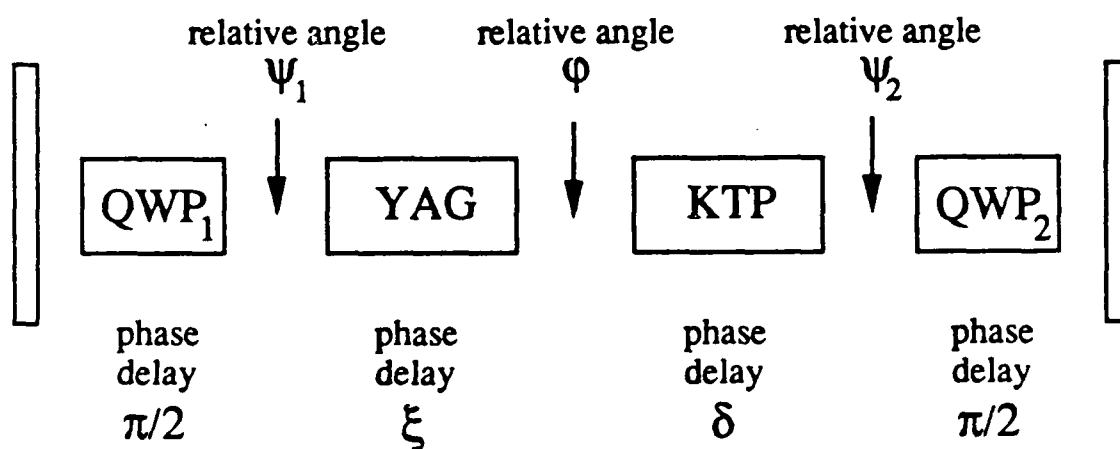 relative angle
ψ₁
relative angle
φ
relative angle
ψ₂
QWP₁
YAG
KTP
QWP₂
phase
delay
π/2
phase
delay
ξ
phase
delay
δ
phase
delay
π/2